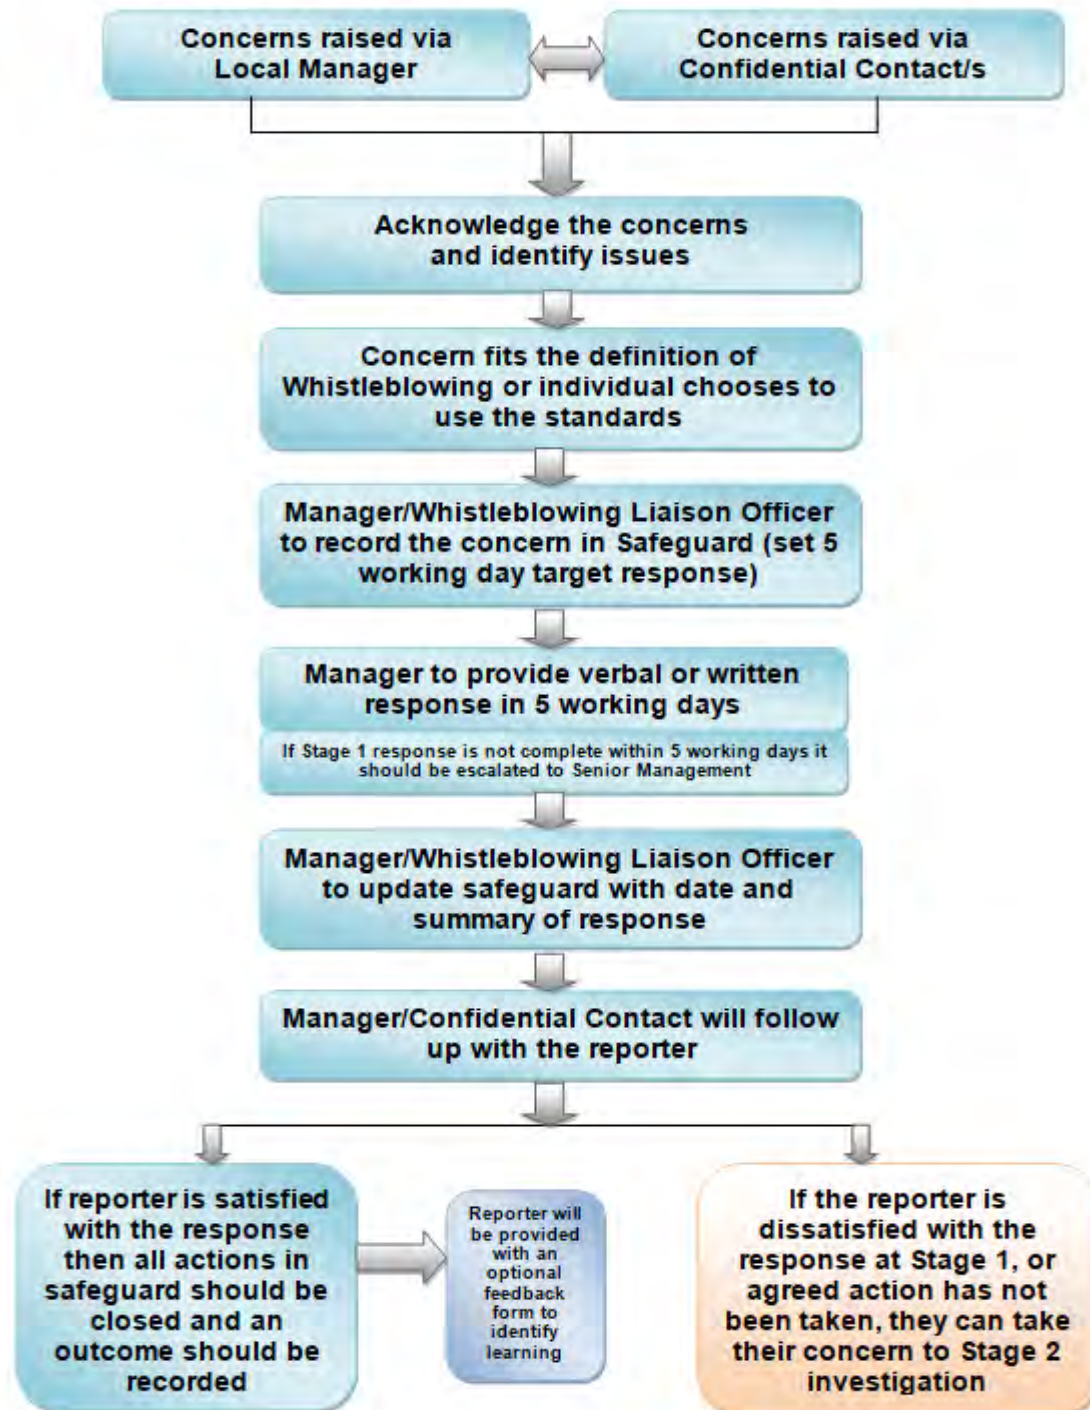 Concerns raised via
Local Manager
Concerns raised via
Confidential Contact/s
Acknowledge the concerns
and identify issues
Concern fits the definition of
Whistleblowing or individual chooses to
use the standards
Manager/Whistleblowing Liaison Officer
to record the concern in Safeguard (set 5
working day target response)
Manager to provide verbal or written
response in 5 working days
If Stage 1 response is not complete within 5 working days it
should be escalated to Senior Management
Manager/Whistleblowing Liaison Officer
to update safeguard with date and
summary of response
Manager/Confidential Contact will follow
up with the reporter
If reporter is satisfied
with the response
then all actions in
safeguard should be
closed and an
outcome should be
recorded
Reporter will
be provided
with an
optional
feedback
form to
identify
learning
If the reporter is
dissatisfied with the
response at Stage 1, or
agreed action has not
been taken, they can take
their concern to Stage 2
investigation